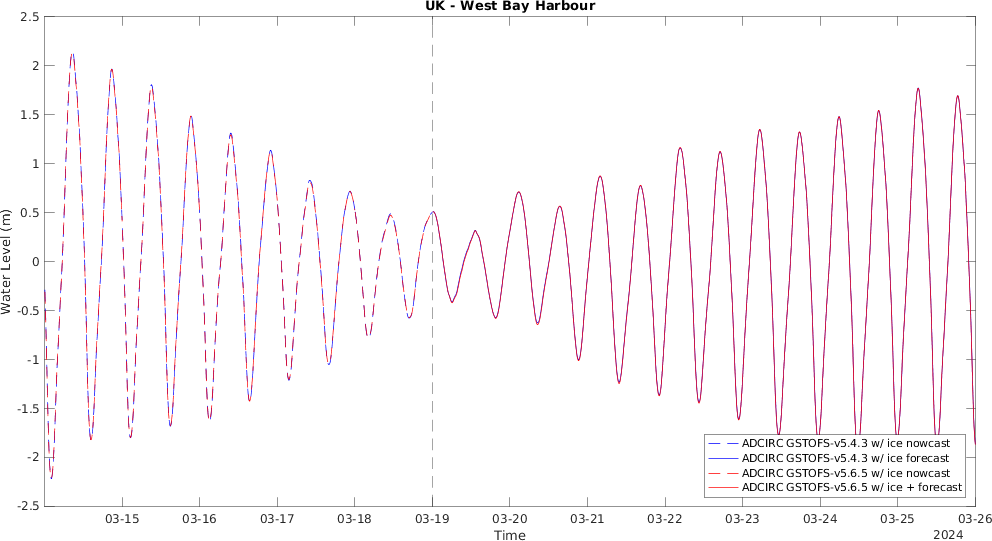 UK - West Bay Harbour
2.5
2
1.5
1
0.5
0
-0.5
-1
-1.5
-2
-2.5
Water Level (m)
03-15 03-16 03-17 03-18 03-19 03-20 03-21 03-22 03-23 03-24 03-25 03-26
Time
2024
ADCIRC GSTOFS-v5.4.3 w/ ice nowcast
ADCIRC GSTOFS-v5.4.3 w/ ice forecast
ADCIRC GSTOFS-v5.6.5 w/ ice nowcast
ADCIRC GSTOFS-v5.6.5 w/ ice + forecast